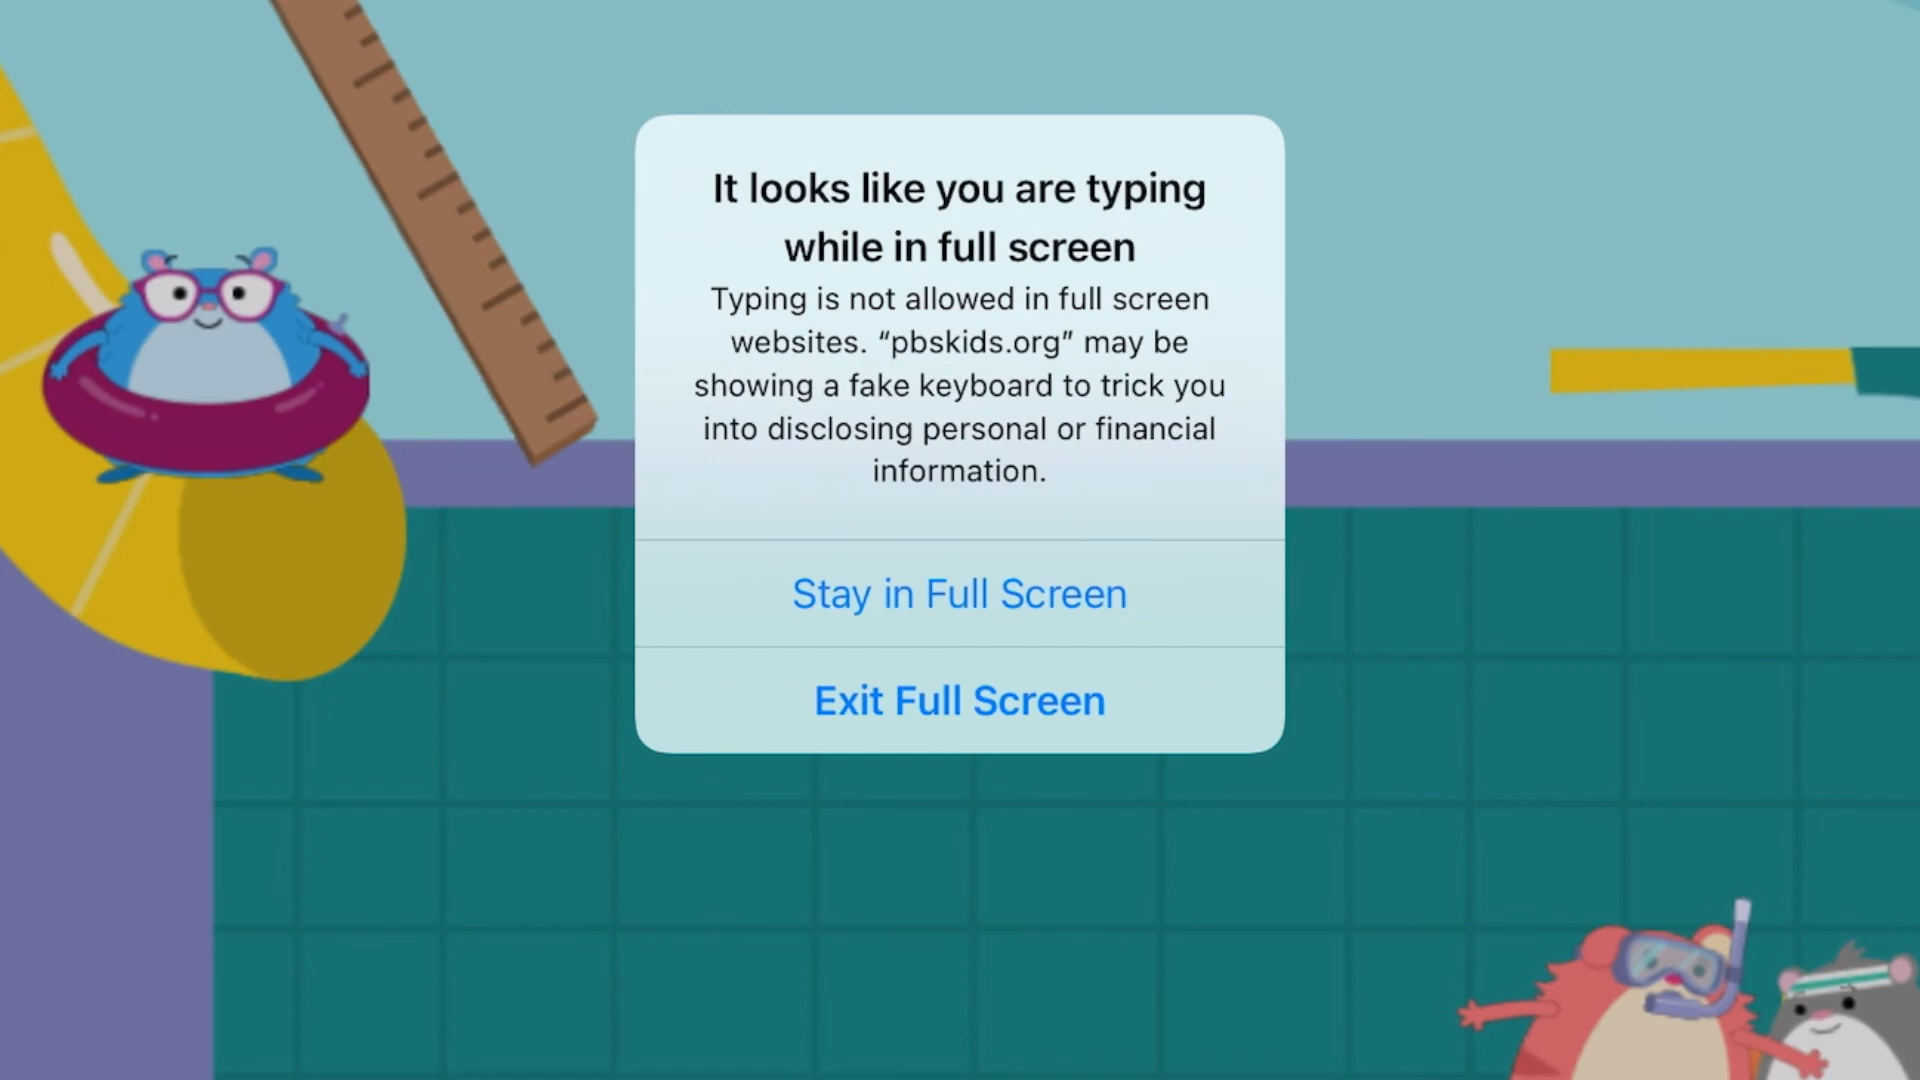 It looks like you are typing
while in full screen
Typing is not allowed in full screen
websites. “pbskids.org” may be
showing a fake keyboard to trick you
into disclosing personal or financial
information.
Stay in Full Screen
Exit Full Screen